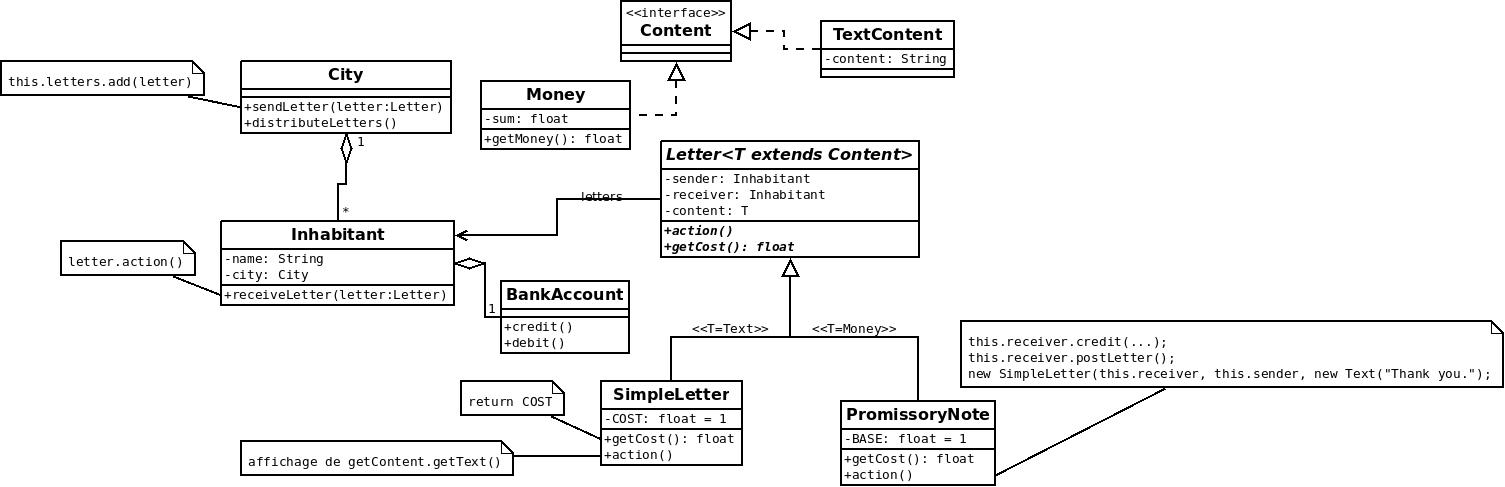 <<interface>>
Content
TextContent
-content: String
this.letters.add(letter)
City
+sendLetter(letter:Letter)
+distributeLetters()
1
*
Money
-sum: float
+getMoney(): float
Letter<T extends Content>
-sender: Inhabitant
-receiver: Inhabitant
-content: T
+action()
+getCost(): float
letters
Inhabitant
-name: String
-city: City
+receiveLetter(letter:Letter)
letter.action()
1
BankAccount
+credit()
+debit()
<<T=Text>>
<<T=Money>>
this.receiver.credit(...);
this.receiver.postLetter();
new SimpleLetter(this.receiver, this.sender, new Text("Thank you.");
return COST
SimpleLetter
-COST: float = 1
+getCost(): float
+action()
affichage de getContent.getText()
PromissoryNote
-BASE: float = 1
+getCost(): float
+action()